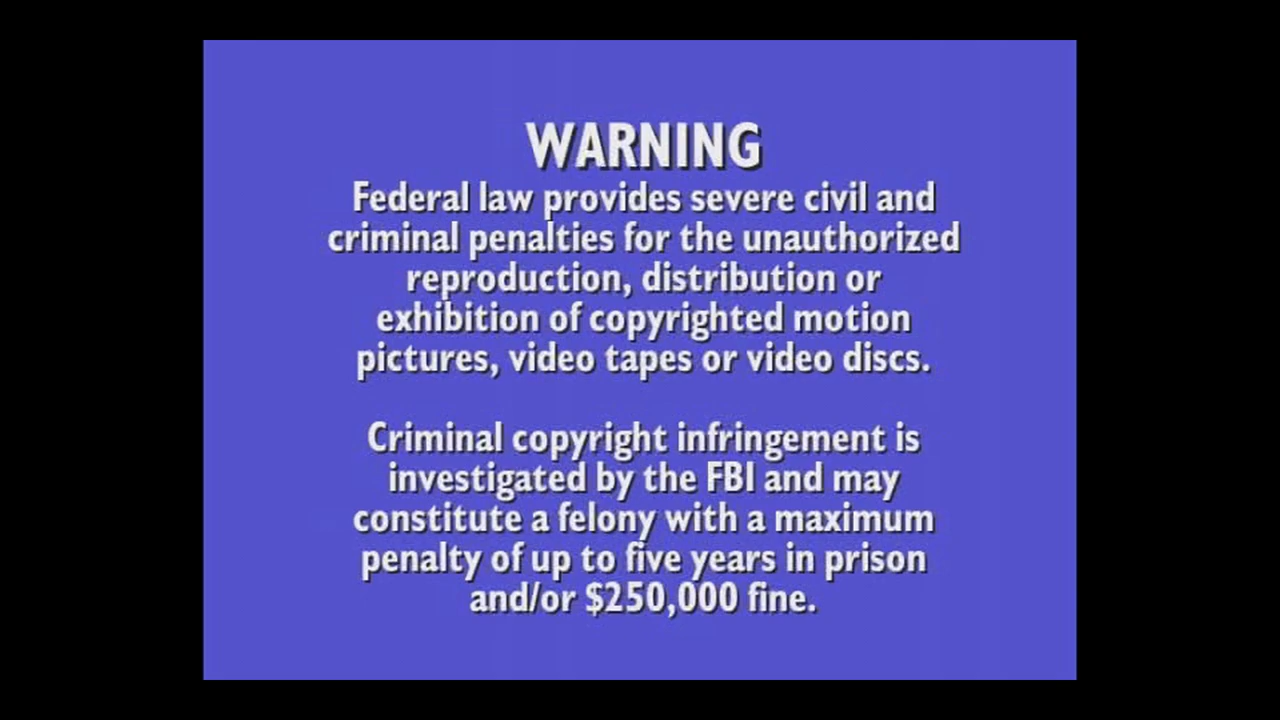 WARNING
Federal law provides severe civil and
criminal penalties for the unauthorized
reproduction, distribution or
exhibition of copyrighted motion
pictures, video tapes or video discs.
Criminal copyright infringement is
investigated by the FBI and may
constitute a felony with a maximum
penalty of up to five years in prison
and/or $250,000 fine.